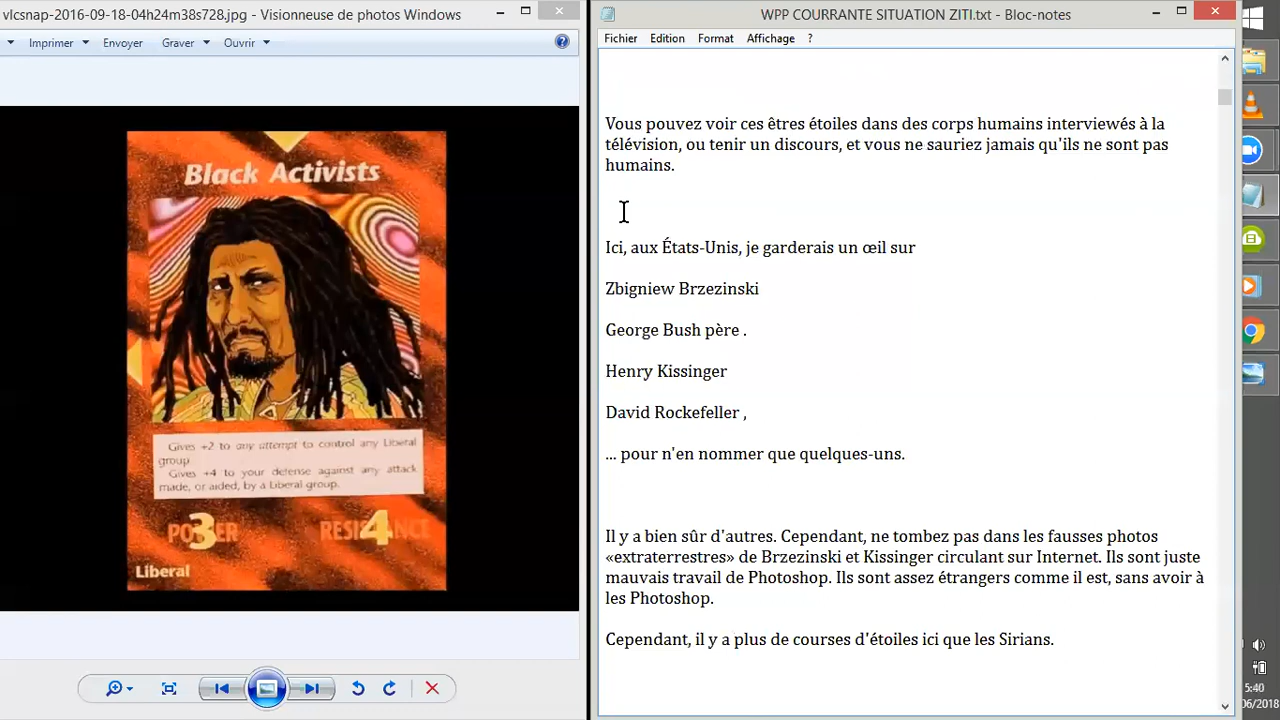 vlcsnap-2016-09-18-04h24m38s728.jpg - Visionneuse de photos Windows
Imprimer
Envoyer
Graver
Ouvrir
Black Activists
Gives +2 to any attempt to control any Liberal
group.
Gives +4 to your defense against any attack
made, or aided, by a Liberal group.
POWER 3
RESISTANCE 4
Liberal
WPP COURRANTE SITUATION ZITI.txt - Bloc-notes
Fichier
Edition
Format
Affichage
?
Vous pouvez voir ces êtres étoiles dans des corps humains interviewés à la
télévision, ou tenir un discours, et vous ne sauriez jamais qu'ils ne sont pas
humains.
Ici, aux États-Unis, je garderais un œil sur
Zbigniew Brzezinski
George Bush père .
Henry Kissinger
David Rockefeller ,
... pour n'en nommer que quelques-uns.
Il y a bien sûr d'autres. Cependant, ne tombez pas dans les fausses photos
«extraterrestres» de Brzezinski et Kissinger circulant sur Internet. Ils sont juste
mauvais travail de Photoshop. Ils sont assez étrangers comme il est, sans avoir à
les Photoshop.
Cependant, il y a plus de courses d'étoiles ici que les Sirians.
5:40
06/2018